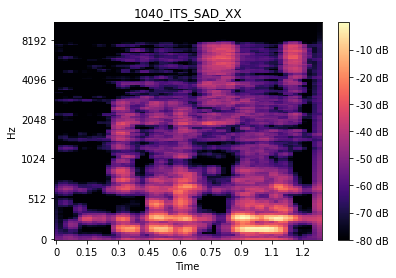 1040_ITS_SAD_XX
8192
4096
2048
1024
512
0
Hz
0 0.15 0.3 0.45 0.6 0.75 0.9 1.1 1.2
Time
-10 dB
-20 dB
-30 dB
-40 dB
-50 dB
-60 dB
-70 dB
-80 dB